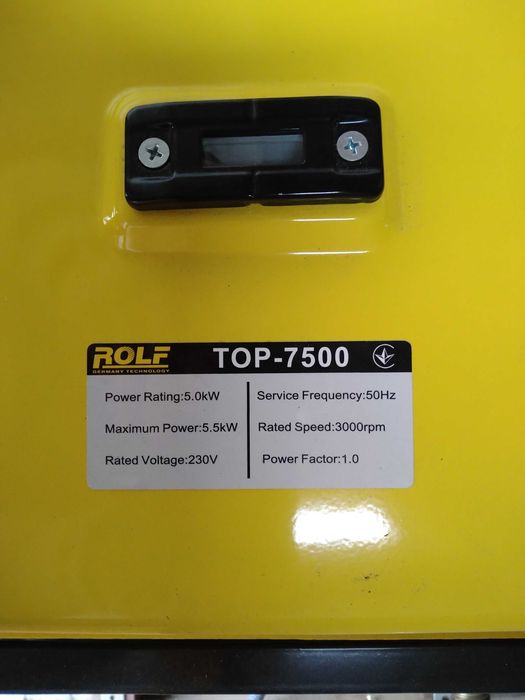 ROLF TOP-7500
GERMANY TECHNOLOGY
Power Rating:5.0kW
Maximum Power:5.5kW
Rated Voltage:230V
Service Frequency:50Hz
Rated Speed:3000rpm
Power Factor:1.0